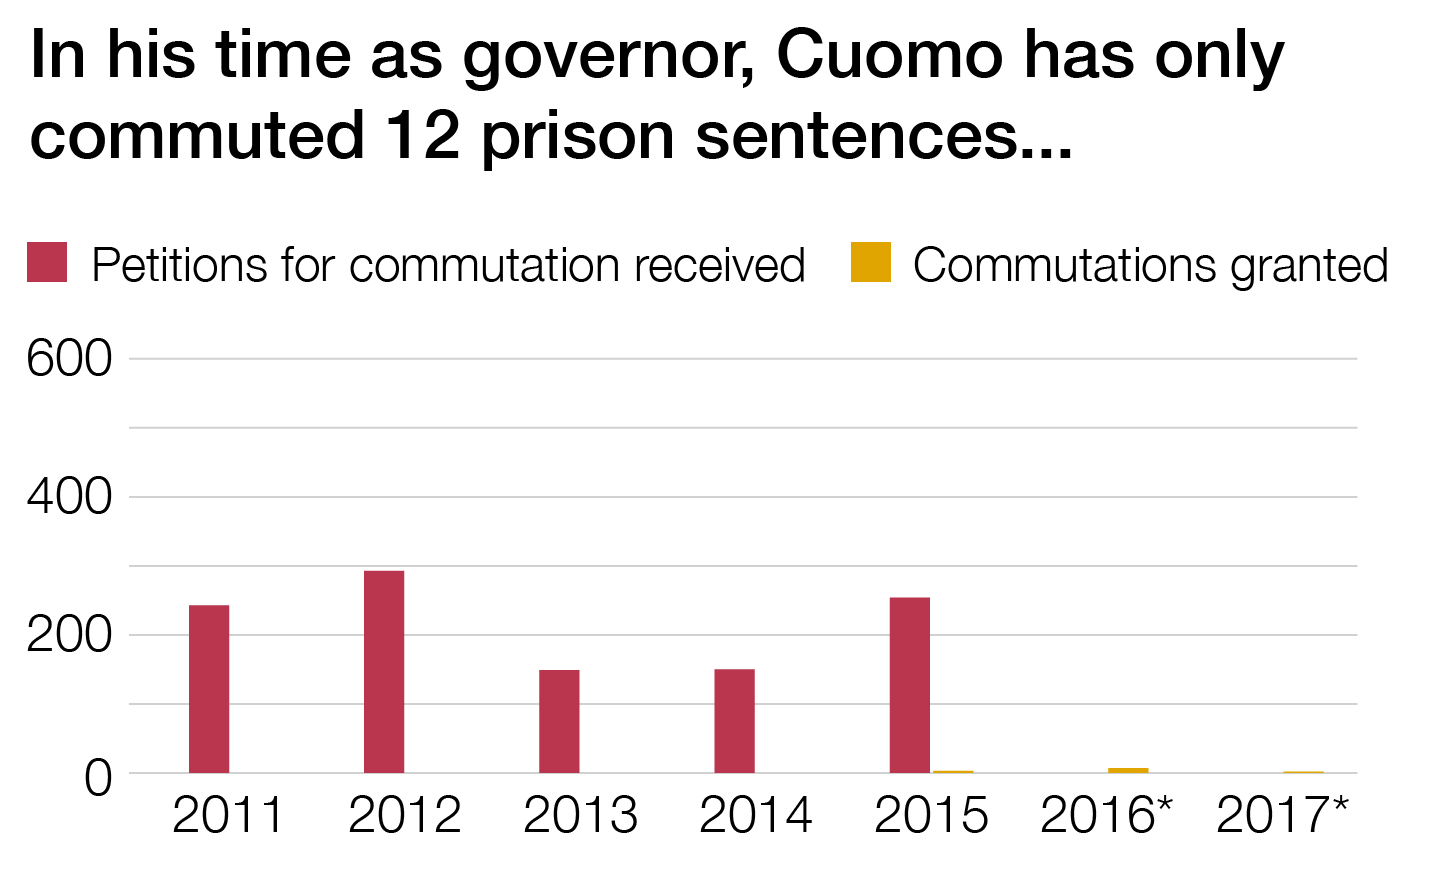 In his time as governor, Cuomo has only
commuted 12 prison sentences...
Petitions for commutation received
Commutations granted
600
400
200
0
2011
2012
2013
2014
2015
2016*
2017*